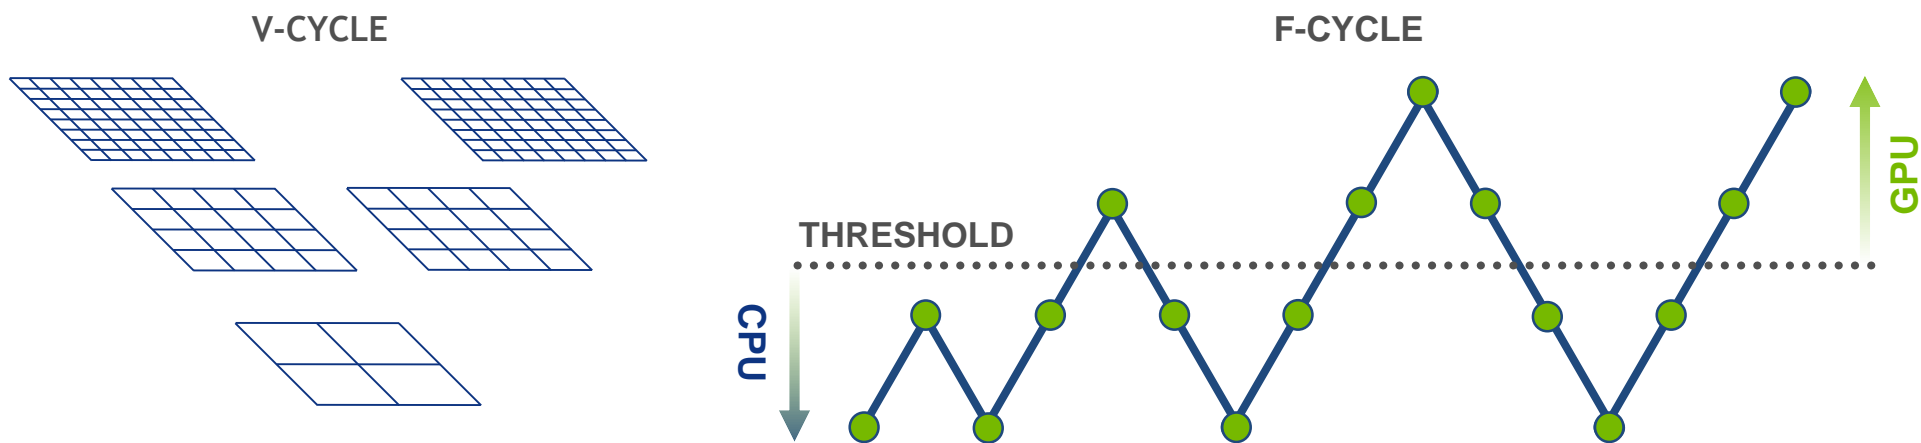 V-CYCLE
F-CYCLE
THRESHOLD
CPU
GPU